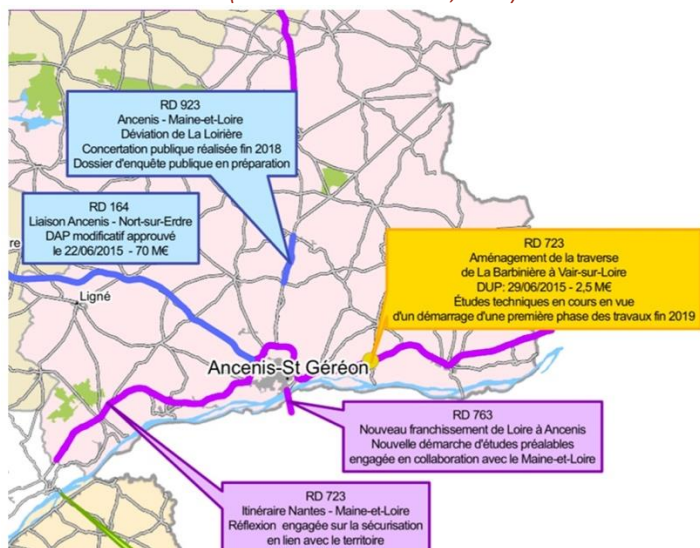 RD 923
Ancenis - Maine-et-Loire
Déviation de La Loirière
Concertation publique réalisée fin 2018
Dossier d'enquête publique en préparation
RD 164
Liaison Ancenis - Nort-sur-Erdre
DAP modificatif approuvé
le 22/06/2015 - 70 M€
re
Ligné
RD 723
Aménagement de la traverse
de La Barbinière à Vair-sur-Loire
DUP: 29/06/2015 - 2,5 M€
Études techniques en cours en vue
d'un démarrage d'une première phase des travaux fin 2019
Ancenis-St Géréon
RD 763
Nouveau franchissement de Loire à Ancenis
Nouvelle démarche d'études préalables
engagée en collaboration avec le Maine-et-Loire
RD 723
Itinéraire Nantes - Maine-et-Loire
Réflexion engagée sur la sécurisation
en lien avec le territoire